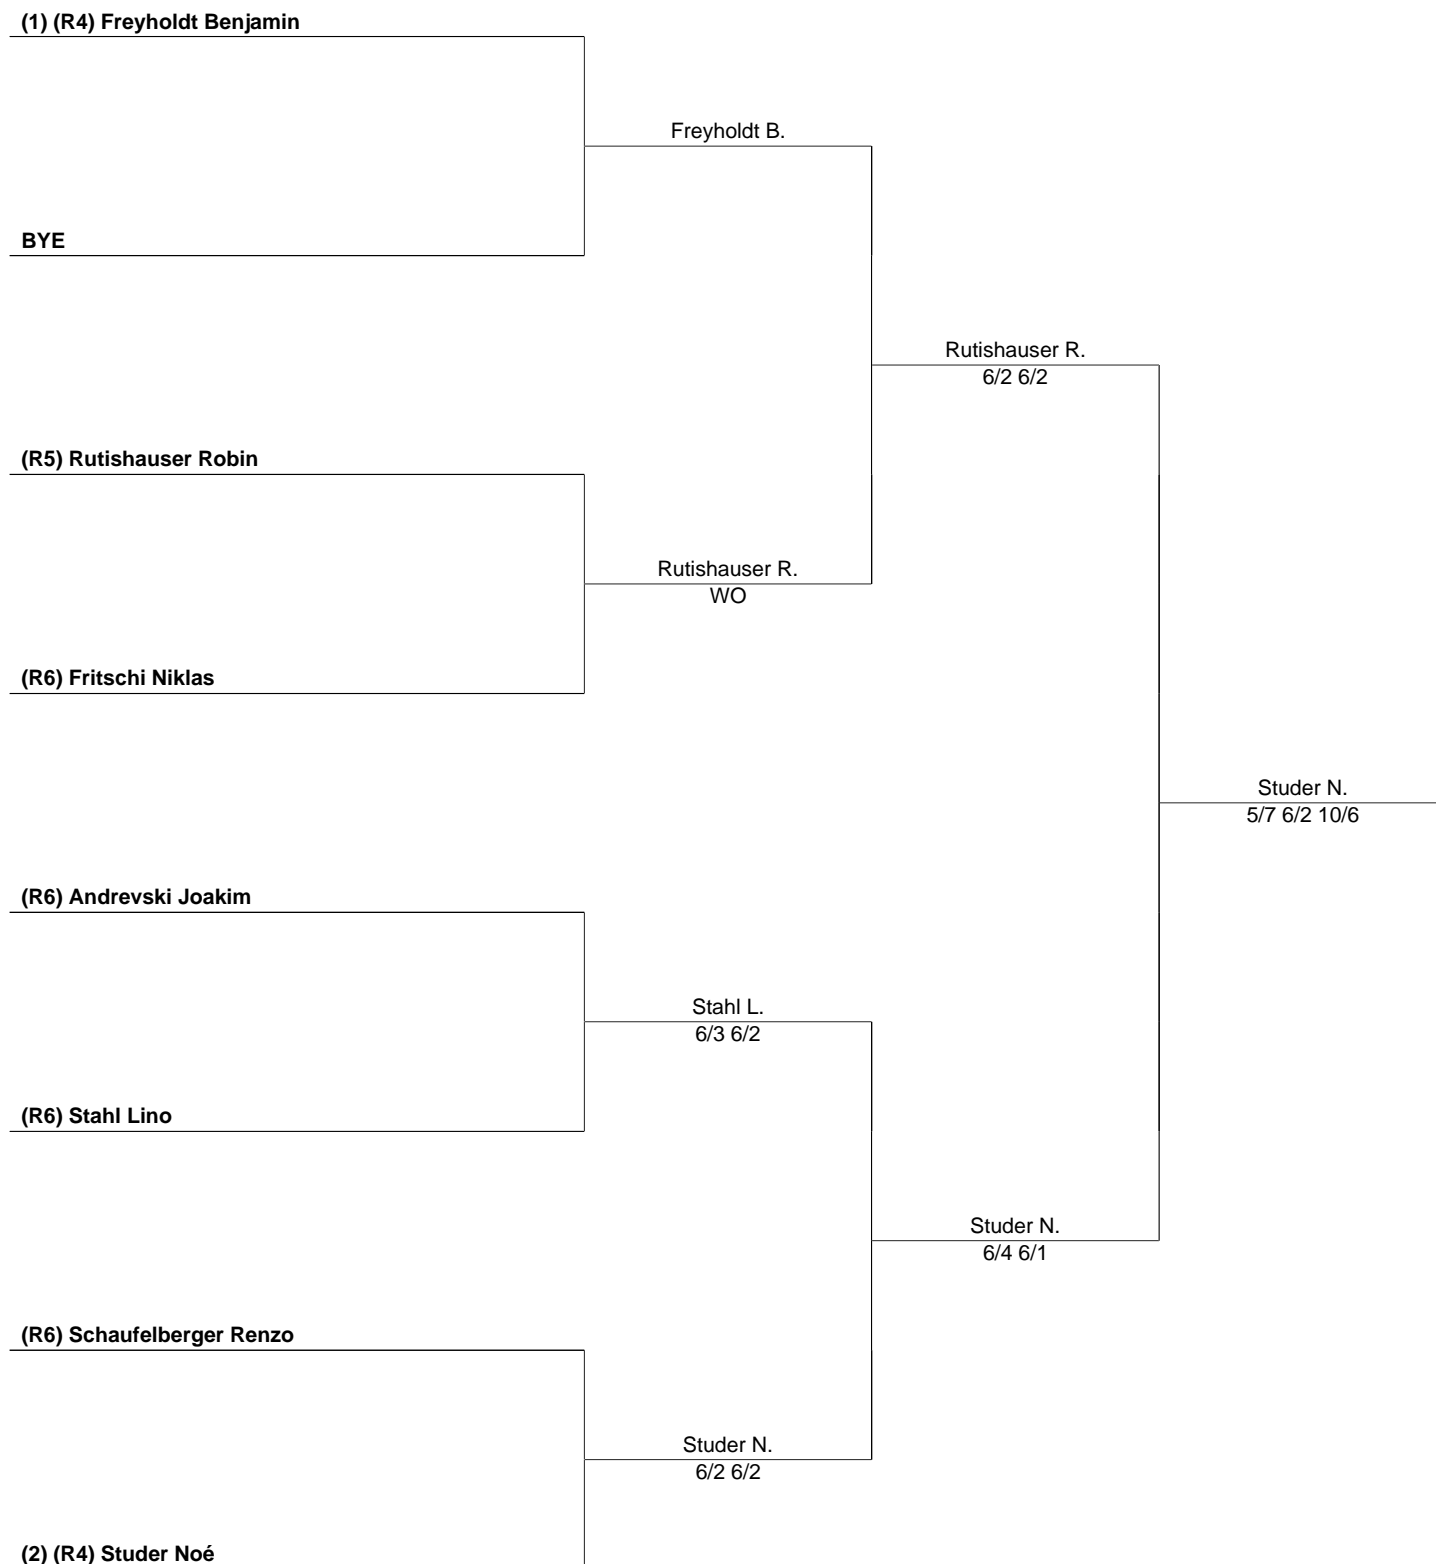 (1) (R4) Freyholdt Benjamin
Freyholdt B.
BYE
Rutishauser R.
6/2 6/2
(R5) Rutishauser Robin
Rutishauser R.
WO
(R6) Fritschi Niklas
Studer N.
5/7 6/2 10/6
(R6) Andrevski Joakim
Stahl L.
6/3 6/2
(R6) Stahl Lino
Studer N.
6/4 6/1
(R6) Schaufelberger Renzo
Studer N.
6/2 6/2
(2) (R4) Studer Noé